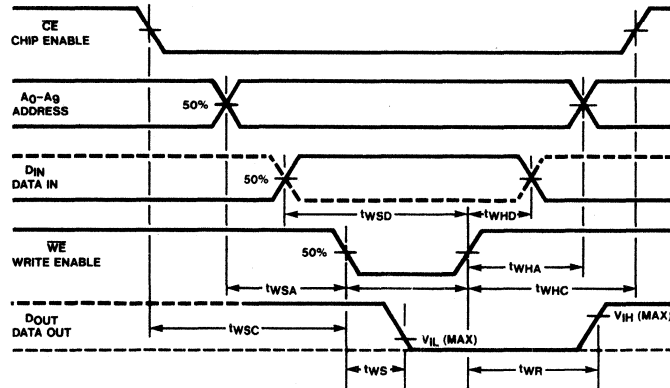 CE
CHIP ENABLE
A0-A9
ADDRESS
50%
DIN
DATA IN
50%
tWSD
tWHD
WE
WRITE ENABLE
50%
tWSA
tWHA
tWHC
DOUT
DATA OUT
tWSC
VIL (MAX)
VIH (MAX)
tWS
tWR